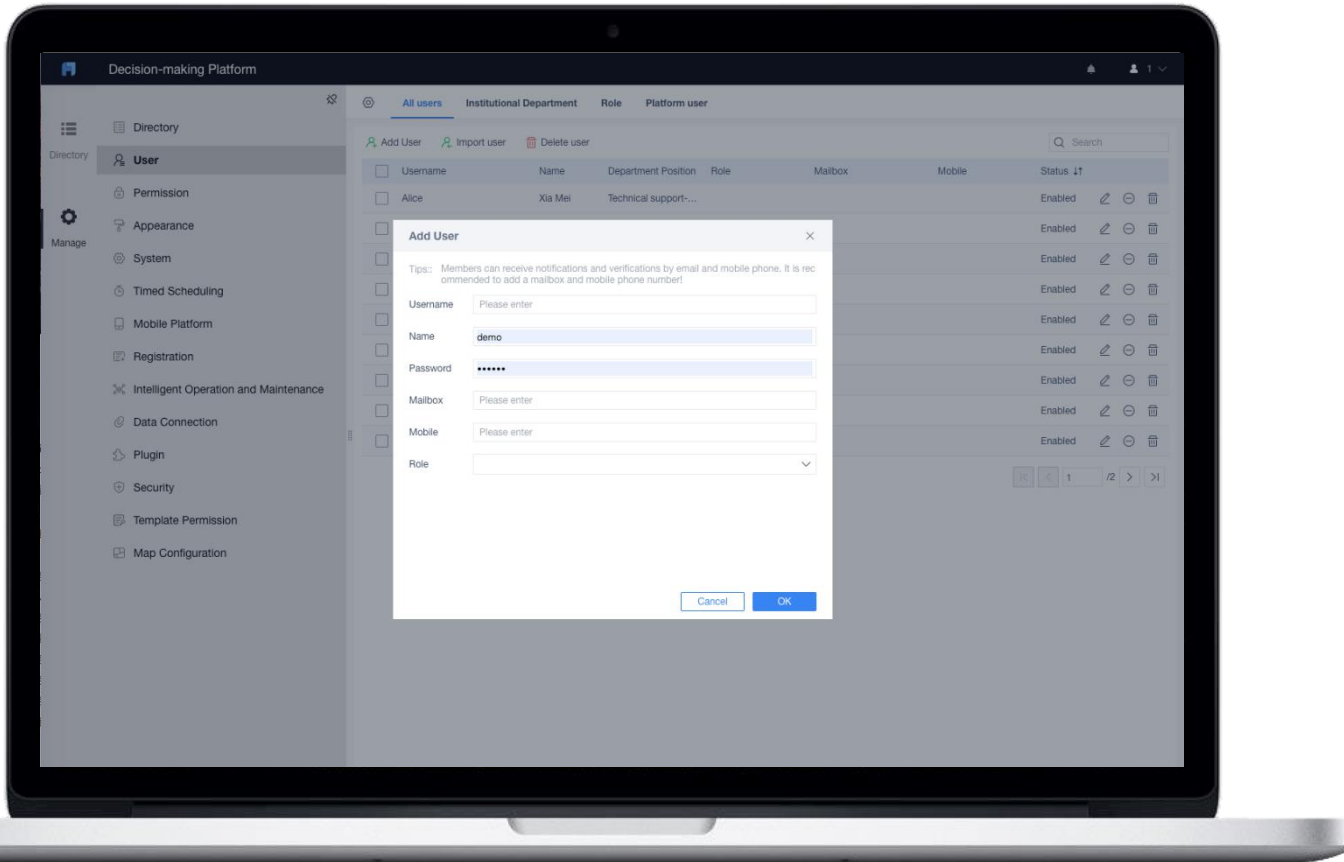 Decision-making Platform
1
Directory
Manage
Directory
User
Permission
Appearance
System
Timed Scheduling
Mobile Platform
Registration
Intelligent Operation and Maintenance
Data Connection
Plugin
Security
Template Permission
Map Configuration
All users Institutional Department Role Platform user
Add User Import user Delete user Search
Username Name Department Position Role Mailbox Mobile Status
Alice Xia Mei Technical support-... Enabled
Enabled
Enabled
Enabled
Enabled
Enabled
Enabled
Enabled
Enabled
1 /2
Add User
Tips:: Members can receive notifications and verifications by email and mobile phone. It is rec
ommended to add a mailbox and mobile phone number!
Username Please enter
Name demo
Password ••••••
Mailbox Please enter
Mobile Please enter
Role
Cancel OK